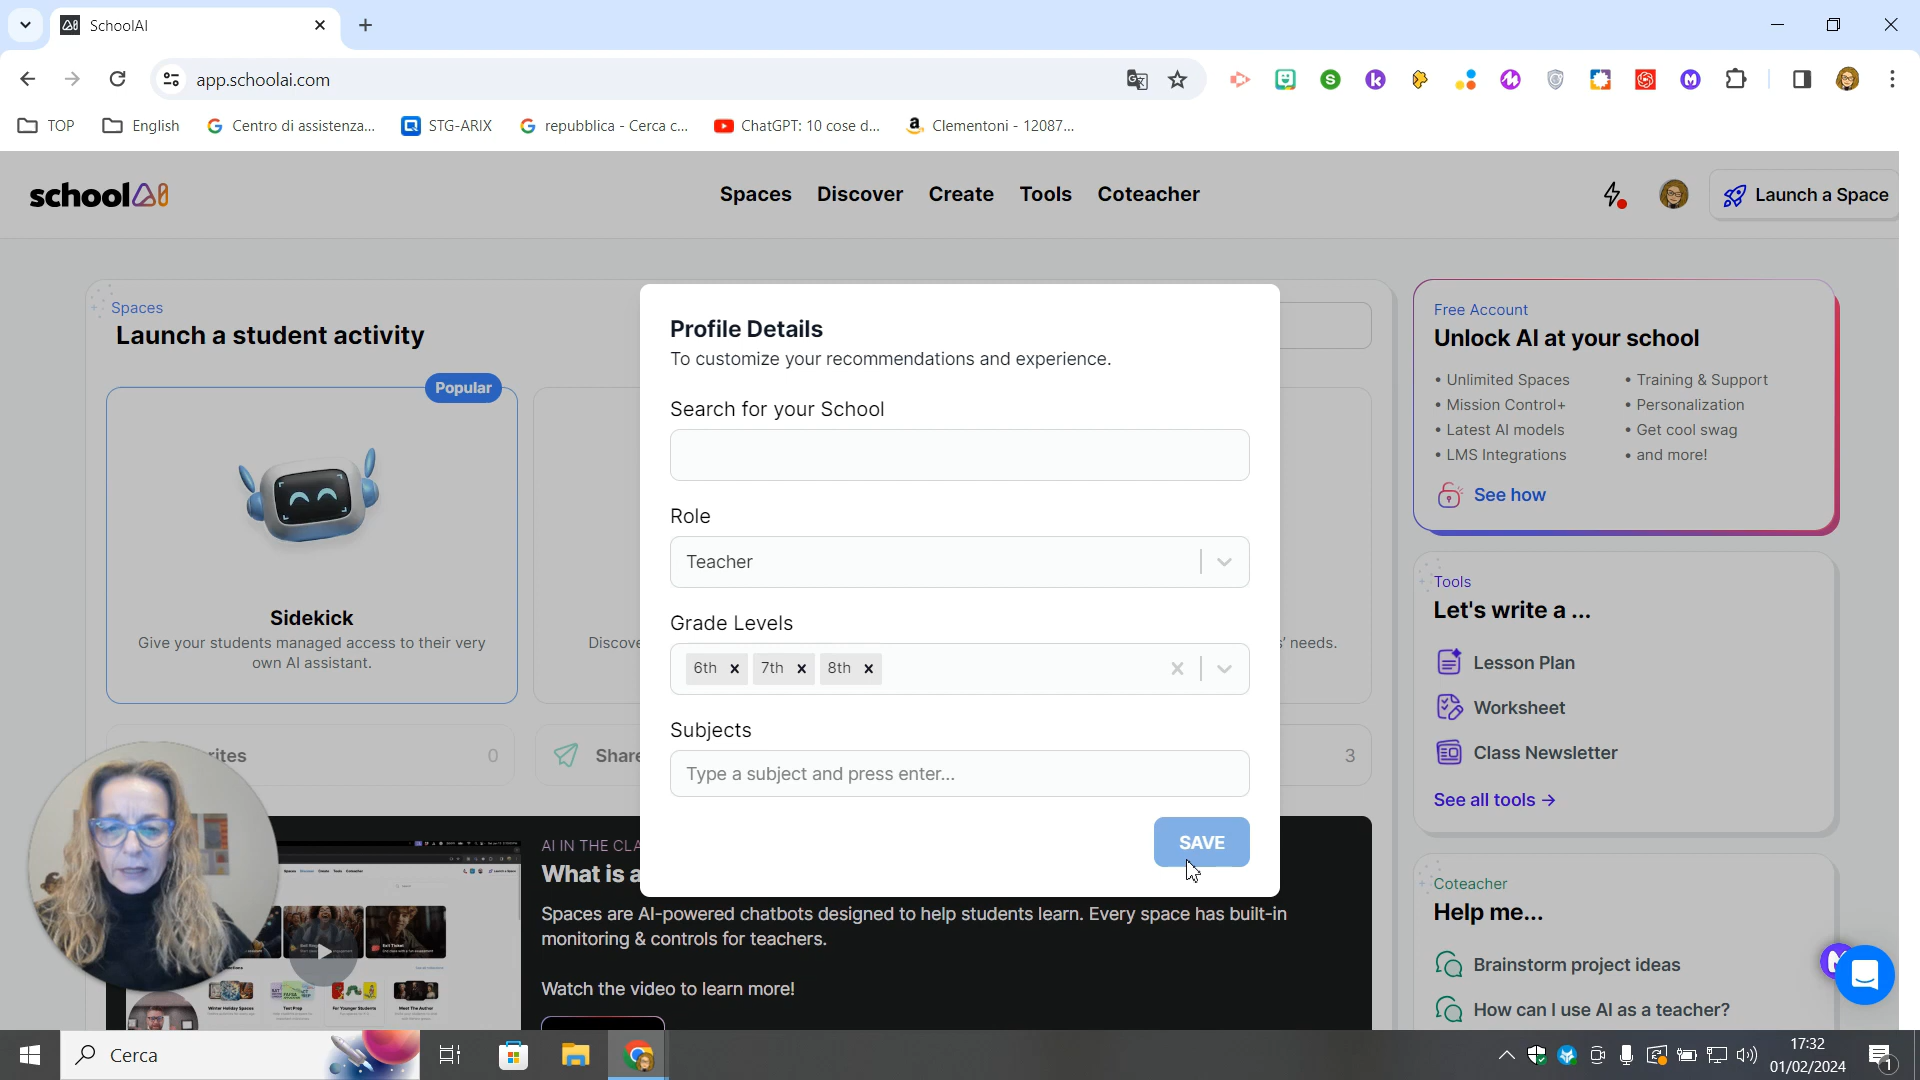 SchoolAI
app.schoolai.com
TOP
English
Centro di assistenza...
STG-ARIX
repubblica - Cerca c...
ChatGPT: 10 cose d...
Clementoni - 12087...
schoolAI
Spaces
Discover
Create
Tools
Coteacher
Launch a Space
Spaces
Launch a student activity
Popular
Sidekick
Give your students managed access to their very
own AI assistant.
Discove
s' needs.
rites
0
Share
3
Profile Details
To customize your recommendations and experience.
Search for your School
Role
Teacher
Grade Levels
6th
7th
8th
Subjects
Type a subject and press enter...
SAVE
AI IN THE CLA
What is a
Spaces are AI-powered chatbots designed to help students learn. Every space has built-in
monitoring & controls for teachers.
Watch the video to learn more!
Free Account
Unlock AI at your school
• Unlimited Spaces
• Mission Control+
• Latest AI models
• LMS Integrations
• Training & Support
• Personalization
• Get cool swag
• and more!
See how
Tools
Let's write a ...
Lesson Plan
Worksheet
Class Newsletter
See all tools →
Coteacher
Help me...
Brainstorm project ideas
How can I use AI as a teacher?
Cerca
17:32
01/02/2024
1